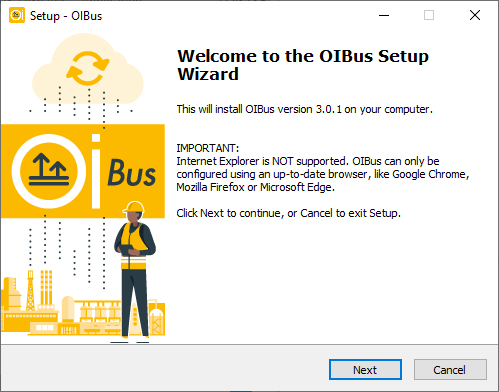 Setup - OIBus
Welcome to the OIBus Setup
Wizard
This will install OIBus version 3.0.1 on your computer.
IMPORTANT:
Internet Explorer is NOT supported. OIBus can only be
configured using an up-to-date browser, like Google Chrome,
Mozilla Firefox or Microsoft Edge.
Click Next to continue, or Cancel to exit Setup.
OiBus
Next
Cancel